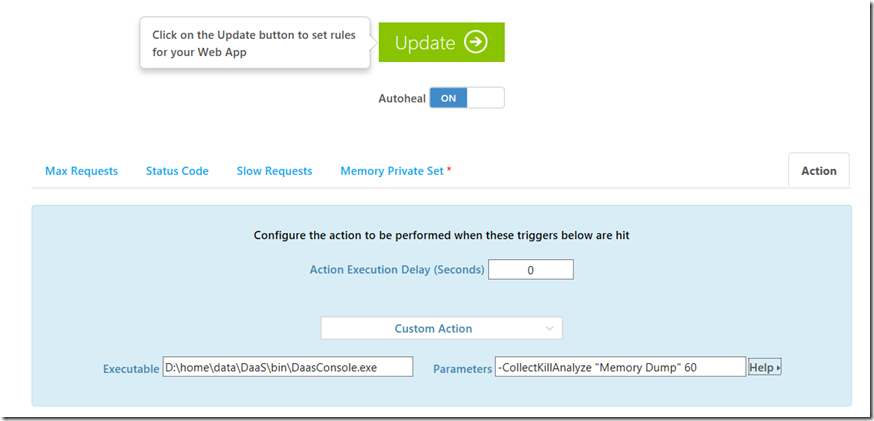 Click on the Update button to set rules
for your Web App
Update
Autoheal ON
Max Requests Status Code Slow Requests Memory Private Set * Action
Configure the action to be performed when these triggers below are hit
Action Execution Delay (Seconds) 0
Custom Action
Executable D:\home\data\DaaS\bin\DaasConsole.exe Parameters -CollectKillAnalyze "Memory Dump" 60 Help